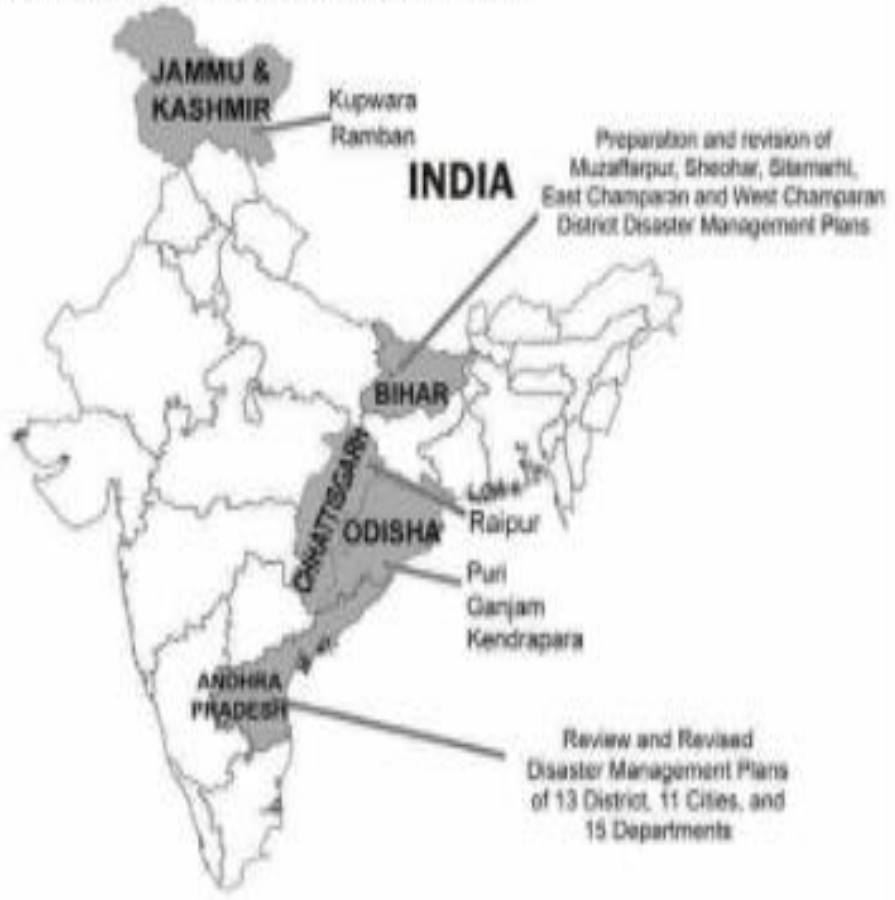 JAMMU &
KASHMIR
Kupwara
Ramban
INDIA
Preparation and revision of
Muzaffarpur, Sheohar, Sitamarhi,
East Champaran and West Champaran
District Disaster Management Plans
BIHAR
CHHATTISGARH
ODISHA
Raipur
Puri
Ganjam
Kendrapara
ANDHRA
PRADESH
Review and Revised
Disaster Management Plans
of 13 District, 11 Cities, and
15 Departments